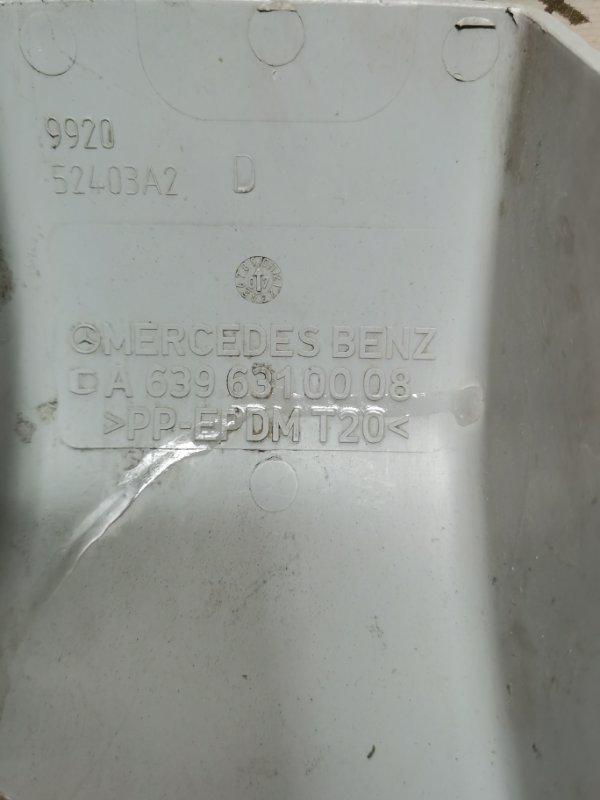 9920
52403A2 D
MERCEDES BENZ
A 639 631 00 08
>PP-EPDM T20<